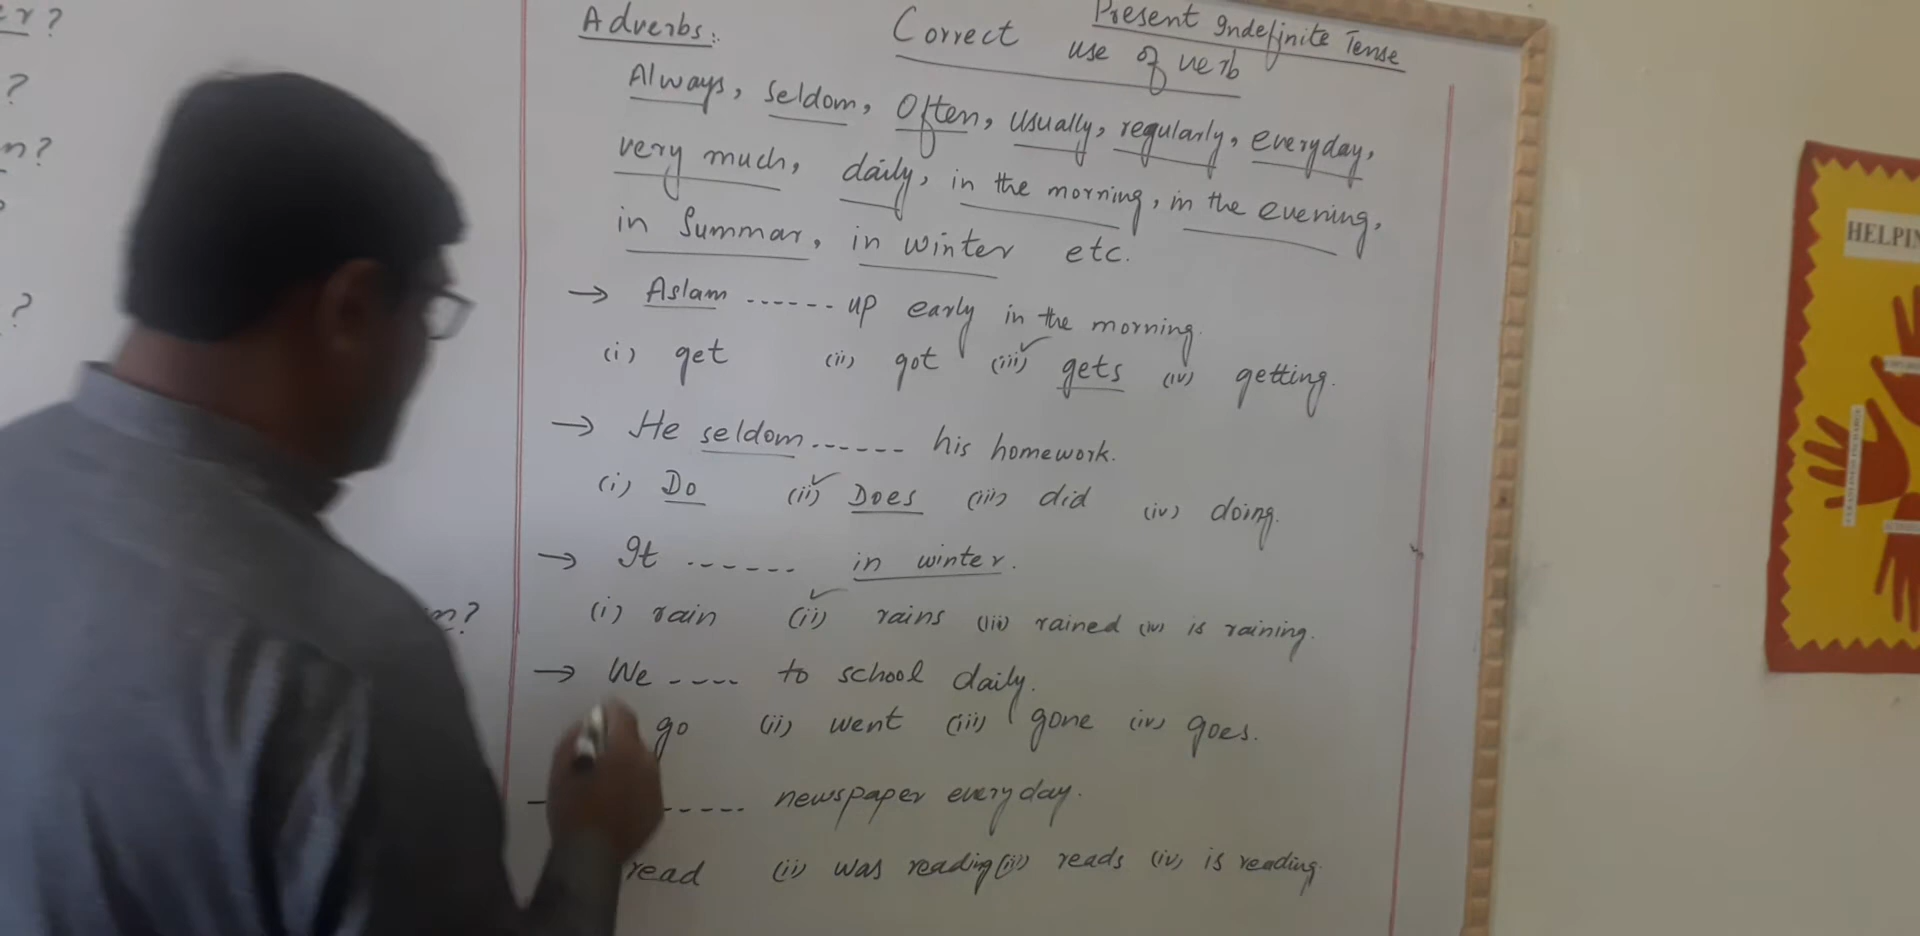 Present Indefinite Tense
Adverbs:
Correct use of verb
Always, seldom, often, usually, regularly, everyday,
very much, daily, in the morning, in the evening,
in Summar, in winter etc.
→ Aslam ------ up early in the morning.
(i) get (ii) got (iii) ✓ gets (iv) getting.
→ He seldom ------ his homework.
(i) Do (ii) ✓ Does (iii) did (iv) doing.
→ It ------ in winter.
(i) rain (ii) ✓ rains (iii) rained (iv) is raining.
→ We ---- to school daily.
go (ii) went (iii) gone (iv) goes.
------ newspaper everyday.
read (ii) was reading (iii) reads (iv) is reading.
HELPIN